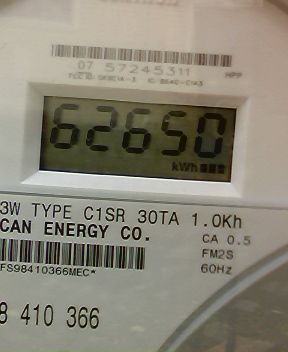 07 57245311
HPP
62650
kWh
3W TYPE C1SR 30TA 1.0Kh
CAN ENERGY CO.
CA 0.5
FM2S
60Hz
FS98410366MEC*
8 410 366